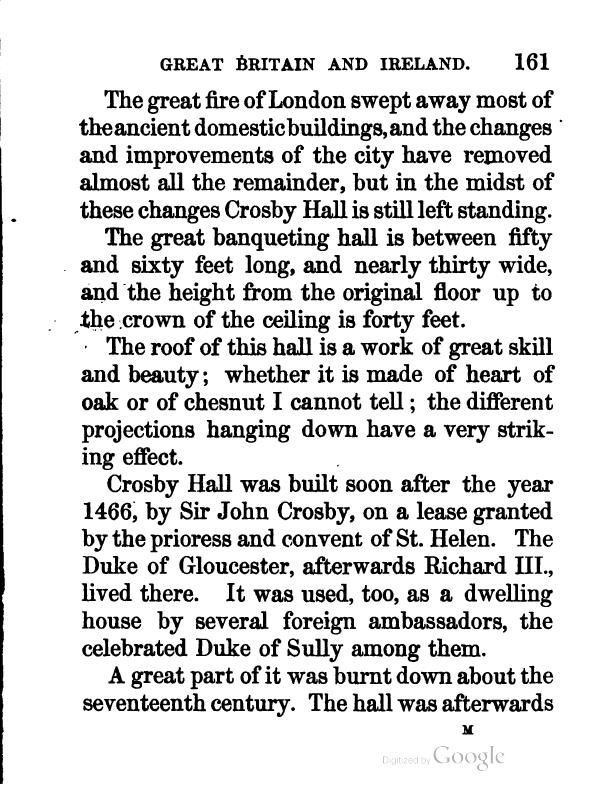 GREAT BRITAIN AND IRELAND. 161
The great fire of London swept away most of
the ancient domestic buildings, and the changes
and improvements of the city have removed
almost all the remainder, but in the midst of
these changes Crosby Hall is still left standing.
The great banqueting hall is between fifty
and sixty feet long, and nearly thirty wide,
and the height from the original floor up to
the crown of the ceiling is forty feet.
The roof of this hall is a work of great skill
and beauty; whether it is made of heart of
oak or of chesnut I cannot tell; the different
projections hanging down have a very strik-
ing effect.
Crosby Hall was built soon after the year
1466, by Sir John Crosby, on a lease granted
by the prioress and convent of St. Helen. The
Duke of Gloucester, afterwards Richard III.,
lived there. It was used, too, as a dwelling
house by several foreign ambassadors, the
celebrated Duke of Sully among them.
A great part of it was burnt down about the
seventeenth century. The hall was afterwards
M
Digitized by Google